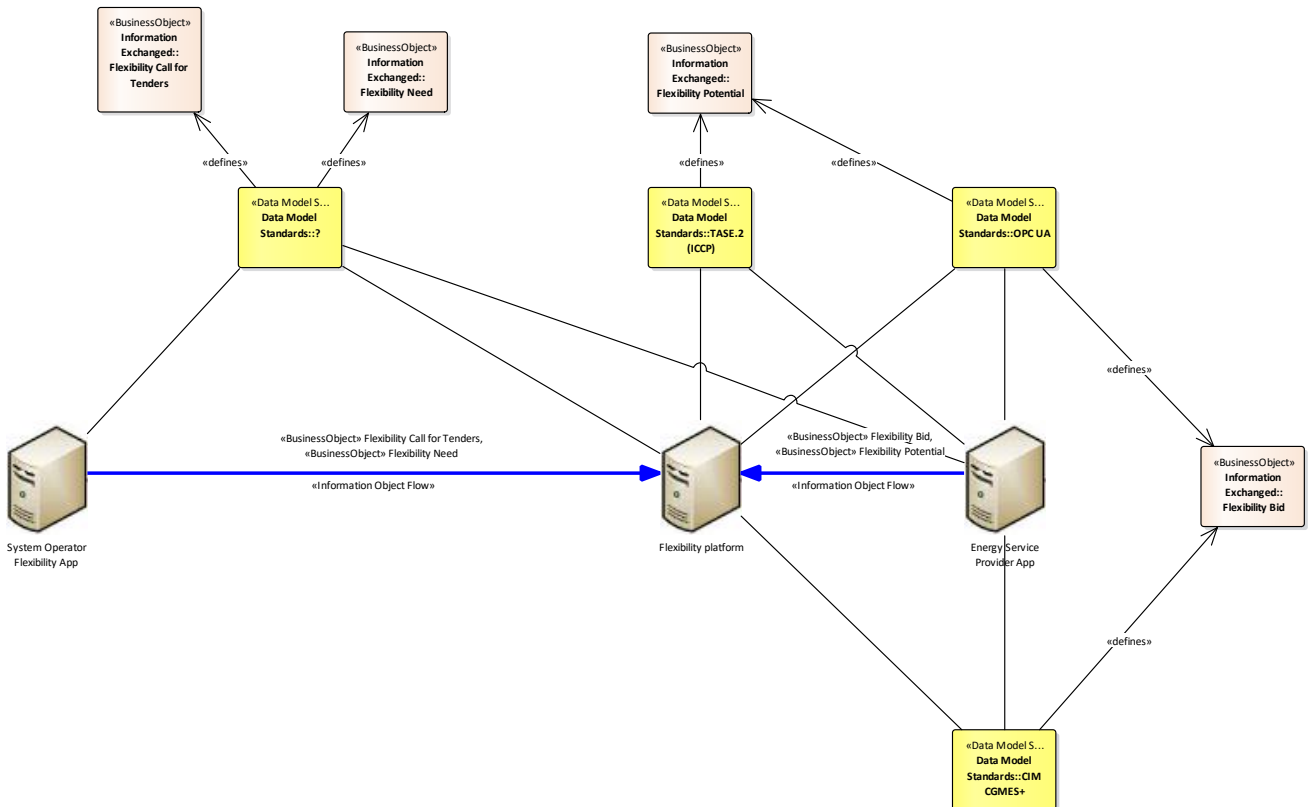 «BusinessObject»
Information
Exchanged::
Flexibility Call for
Tenders
«BusinessObject»
Information
Exchanged::
Flexibility Need
«BusinessObject»
Information
Exchanged::
Flexibility Potential
«defines»
«defines»
«defines»
«defines»
«Data Model S...
Data Model
Standards::?
«Data Model S...
Data Model
Standards::TASE.2
(ICCP)
«Data Model S...
Data Model
Standards::OPC UA
«defines»
«BusinessObject» Flexibility Call for Tenders,
«BusinessObject» Flexibility Need
«Information Object Flow»
«BusinessObject» Flexibility Bid,
«BusinessObject» Flexibility Potential
«Information Object Flow»
«BusinessObject»
Information
Exchanged::
Flexibility Bid
System Operator
Flexibility App
Flexibility platform
Energy Service
Provider App
«defines»
«Data Model S...
Data Model
Standards::CIM
CGMES+